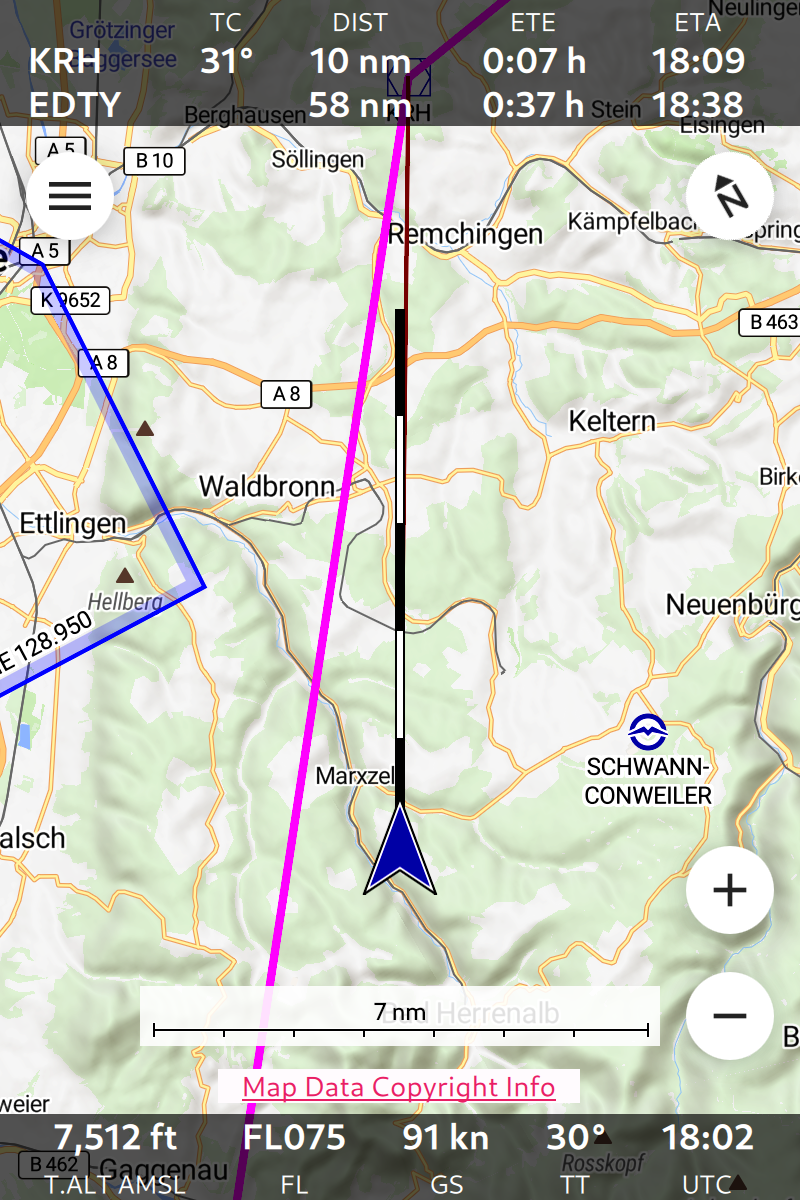 Grötzinger
Baggersee
Neulingen
TC DIST ETE ETA
KRH 31° 10 nm 0:07 h 18:09
EDTY 58 nm 0:37 h 18:38
KRH
Berghausen
Stein
Eisingen
A 5
B 10
Söllingen
N
Remchingen
Kämpfelbac
spring
A 5
K 9652
B 463
A 8
A 8
Keltern
Waldbronn
Birke
Ettlingen
Hellberg
Neuenbürg
E 128.950
SCHWANN-
CONWEILER
Marxzel
alsch
+
7 nm
Bad Herrenalb
−
B
Map Data Copyright Info
weier
7,512 ft FL075 91 kn 30° 18:02
B 462
Gaggenau
Rosskopf
T.ALT AMSL FL GS TT UTC